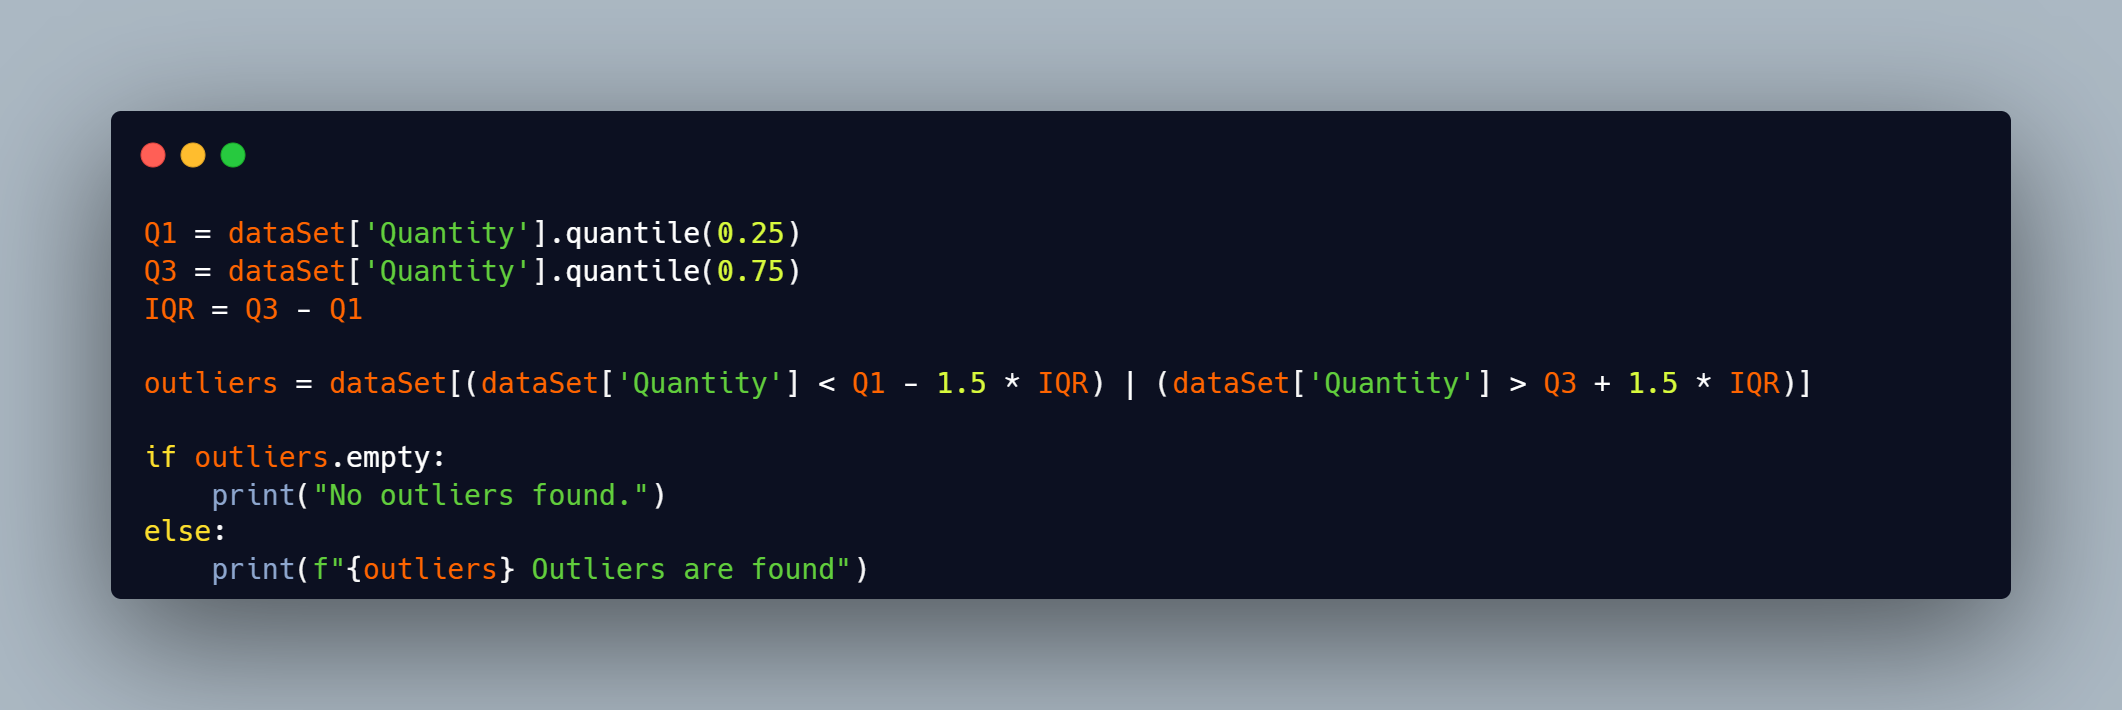 Q1 = dataSet['Quantity'].quantile(0.25)
Q3 = dataSet['Quantity'].quantile(0.75)
IQR = Q3 - Q1

outliers = dataSet[(dataSet['Quantity'] < Q1 - 1.5 * IQR) | (dataSet['Quantity'] > Q3 + 1.5 * IQR)]

if outliers.empty:
    print("No outliers found.")
else:
    print(f"{outliers} Outliers are found")